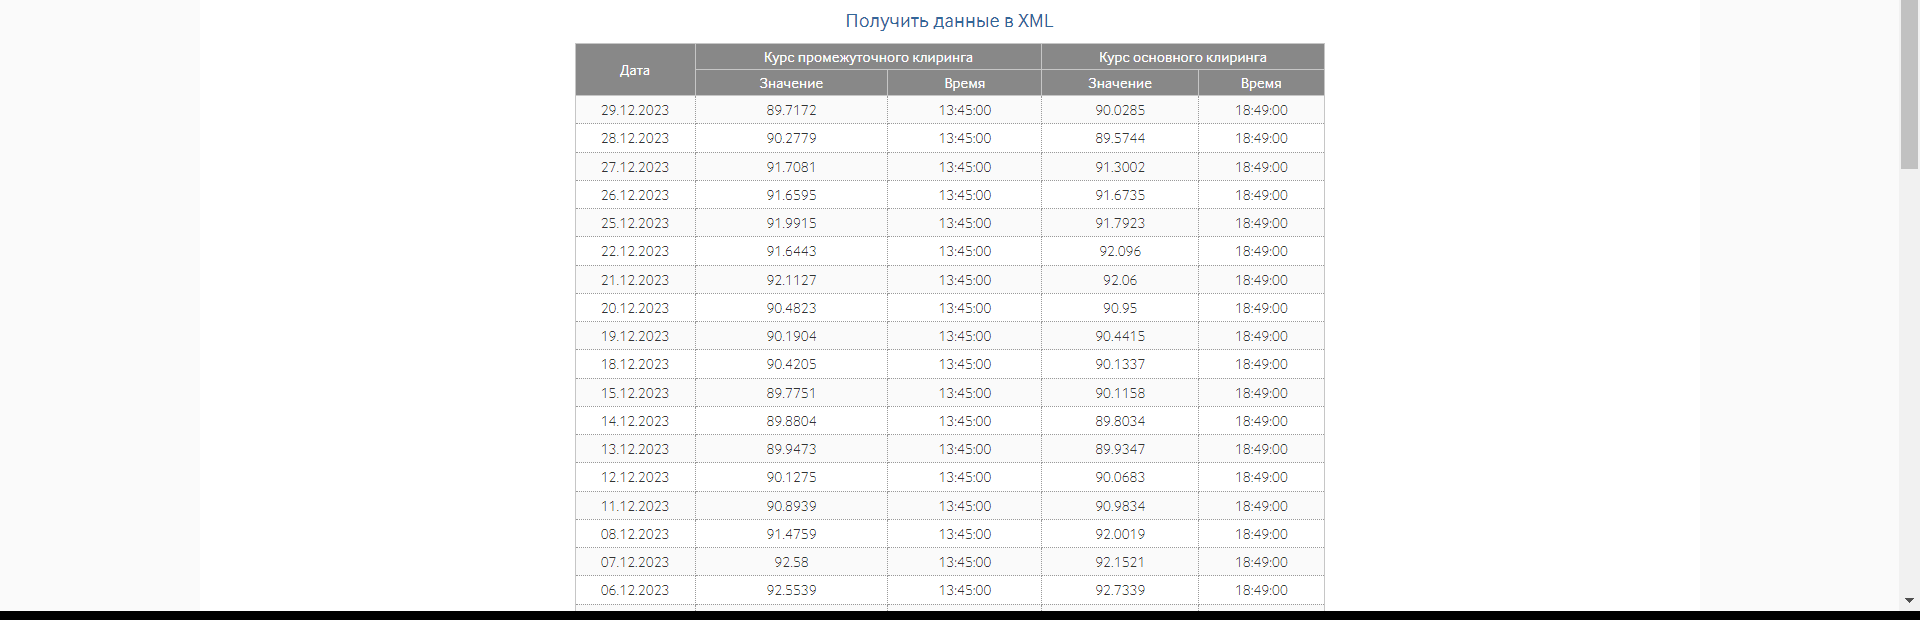 Получить данные в XML
Дата Курс промежуточного клиринга Курс основного клиринга
Значение Время Значение Время
29.12.2023 89.7172 13:45:00 90.0285 18:49:00
28.12.2023 90.2779 13:45:00 89.5744 18:49:00
27.12.2023 91.7081 13:45:00 91.3002 18:49:00
26.12.2023 91.6595 13:45:00 91.6735 18:49:00
25.12.2023 91.9915 13:45:00 91.7923 18:49:00
22.12.2023 91.6443 13:45:00 92.096 18:49:00
21.12.2023 92.1127 13:45:00 92.06 18:49:00
20.12.2023 90.4823 13:45:00 90.95 18:49:00
19.12.2023 90.1904 13:45:00 90.4415 18:49:00
18.12.2023 90.4205 13:45:00 90.1337 18:49:00
15.12.2023 89.7751 13:45:00 90.1158 18:49:00
14.12.2023 89.8804 13:45:00 89.8034 18:49:00
13.12.2023 89.9473 13:45:00 89.9347 18:49:00
12.12.2023 90.1275 13:45:00 90.0683 18:49:00
11.12.2023 90.8939 13:45:00 90.9834 18:49:00
08.12.2023 91.4759 13:45:00 92.0019 18:49:00
07.12.2023 92.58 13:45:00 92.1521 18:49:00
06.12.2023 92.5539 13:45:00 92.7339 18:49:00